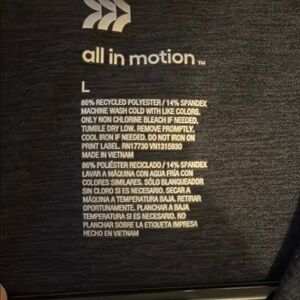 all in motion ™
L
86% RECYCLED POLYESTER / 14% SPANDEX
MACHINE WASH COLD WITH LIKE COLORS.
ONLY NON CHLORINE BLEACH IF NEEDED.
TUMBLE DRY LOW. REMOVE PROMPTLY.
COOL IRON IF NEEDED. DO NOT IRON ON
PRINT LABEL. RN17730 VN1315930
MADE IN VIETNAM
86% POLIÉSTER RECICLADO / 14% SPANDEX
LAVAR A MÁQUINA CON AGUA FRÍA CON
COLORES SIMILARES. SÓLO BLANQUEADOR
SIN CLORO SI ES NECESARIO. SECAR A
MÁQUINA A TEMPERATURA BAJA. RETIRAR
OPORTUNAMENTE. PLANCHAR A BAJA
TEMPERATURA SI ES NECESARIO. NO
PLANCHAR SOBRE LA ETIQUETA IMPRESA
HECHO EN VIETNAM